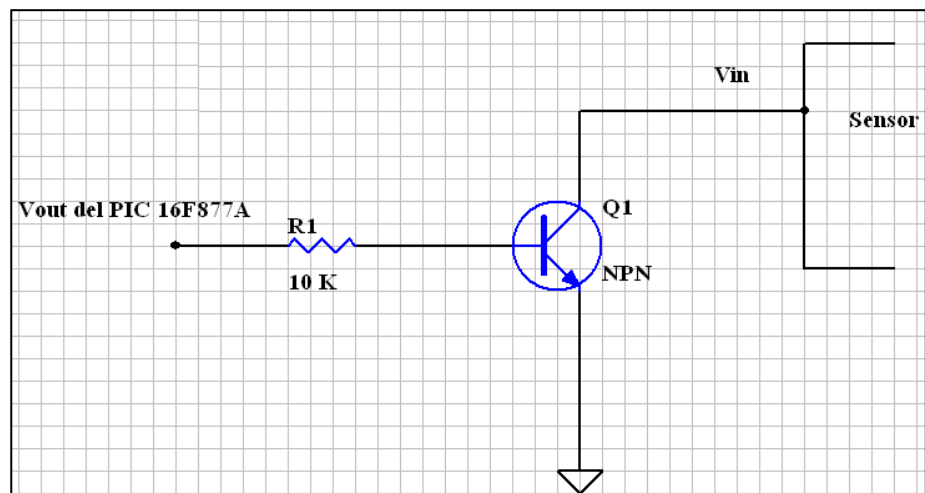 Vin
Sensor
Vout del PIC 16F877A
R1
10 K
Q1
NPN